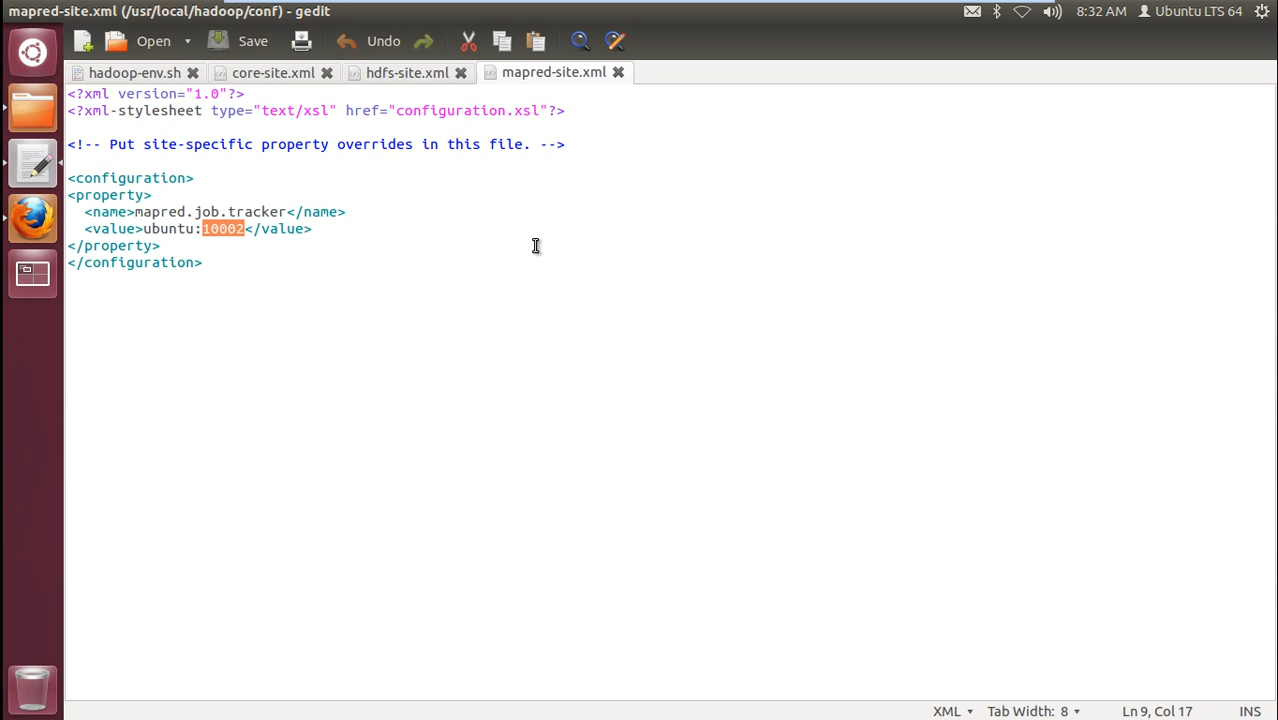 mapred-site.xml (/usr/local/hadoop/conf) - gedit
8:32 AM Ubuntu LTS 64
Open Save Undo
hadoop-env.sh core-site.xml hdfs-site.xml mapred-site.xml
<?xml version="1.0"?>
<?xml-stylesheet type="text/xsl" href="configuration.xsl"?>
<!-- Put site-specific property overrides in this file. -->
<configuration>
<property>
<name>mapred.job.tracker</name>
<value>ubuntu:10002</value>
</property>
</configuration>
XML Tab Width: 8 Ln 9, Col 17 INS